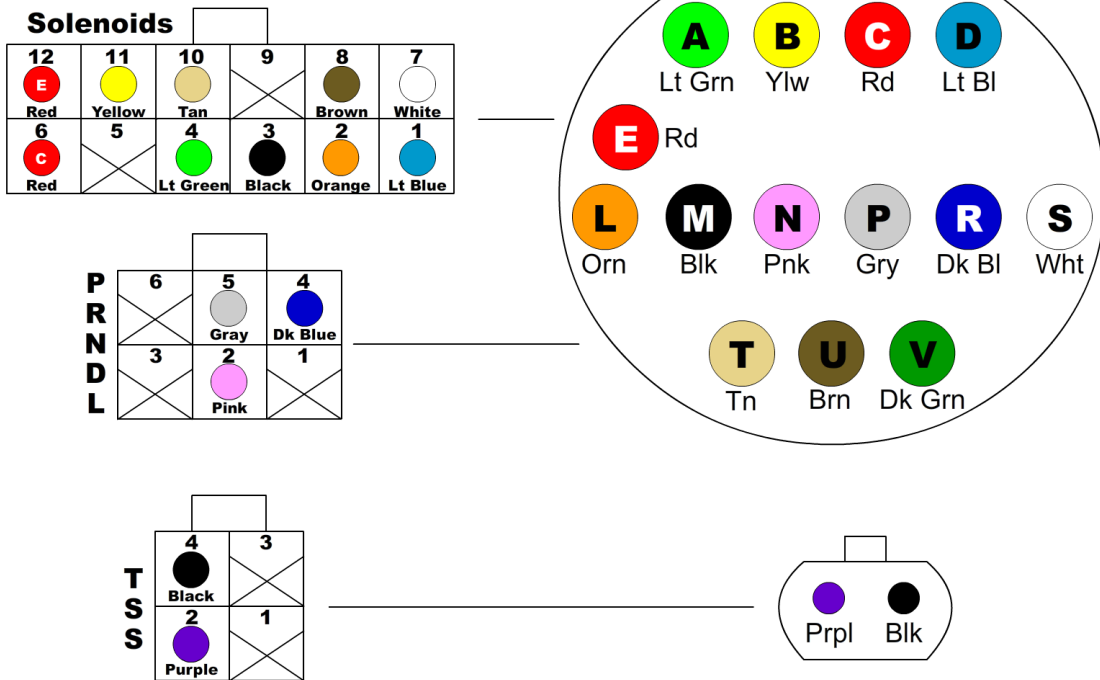 Solenoids
12 11 10 9 8 7
E
Red Yellow Tan Brown White
6 5 4 3 2 1
C
Red Lt Green Black Orange Lt Blue
A B C D
Lt Grn Ylw Rd Lt Bl
E Rd
L M N P R S
Orn Blk Pnk Gry Dk Bl Wht
T U V
Tn Brn Dk Grn
PRNDL
6 5 4
Gray Dk Blue
3 2 1
Pink
TSS
4 3
Black
2 1
Purple
Prpl Blk